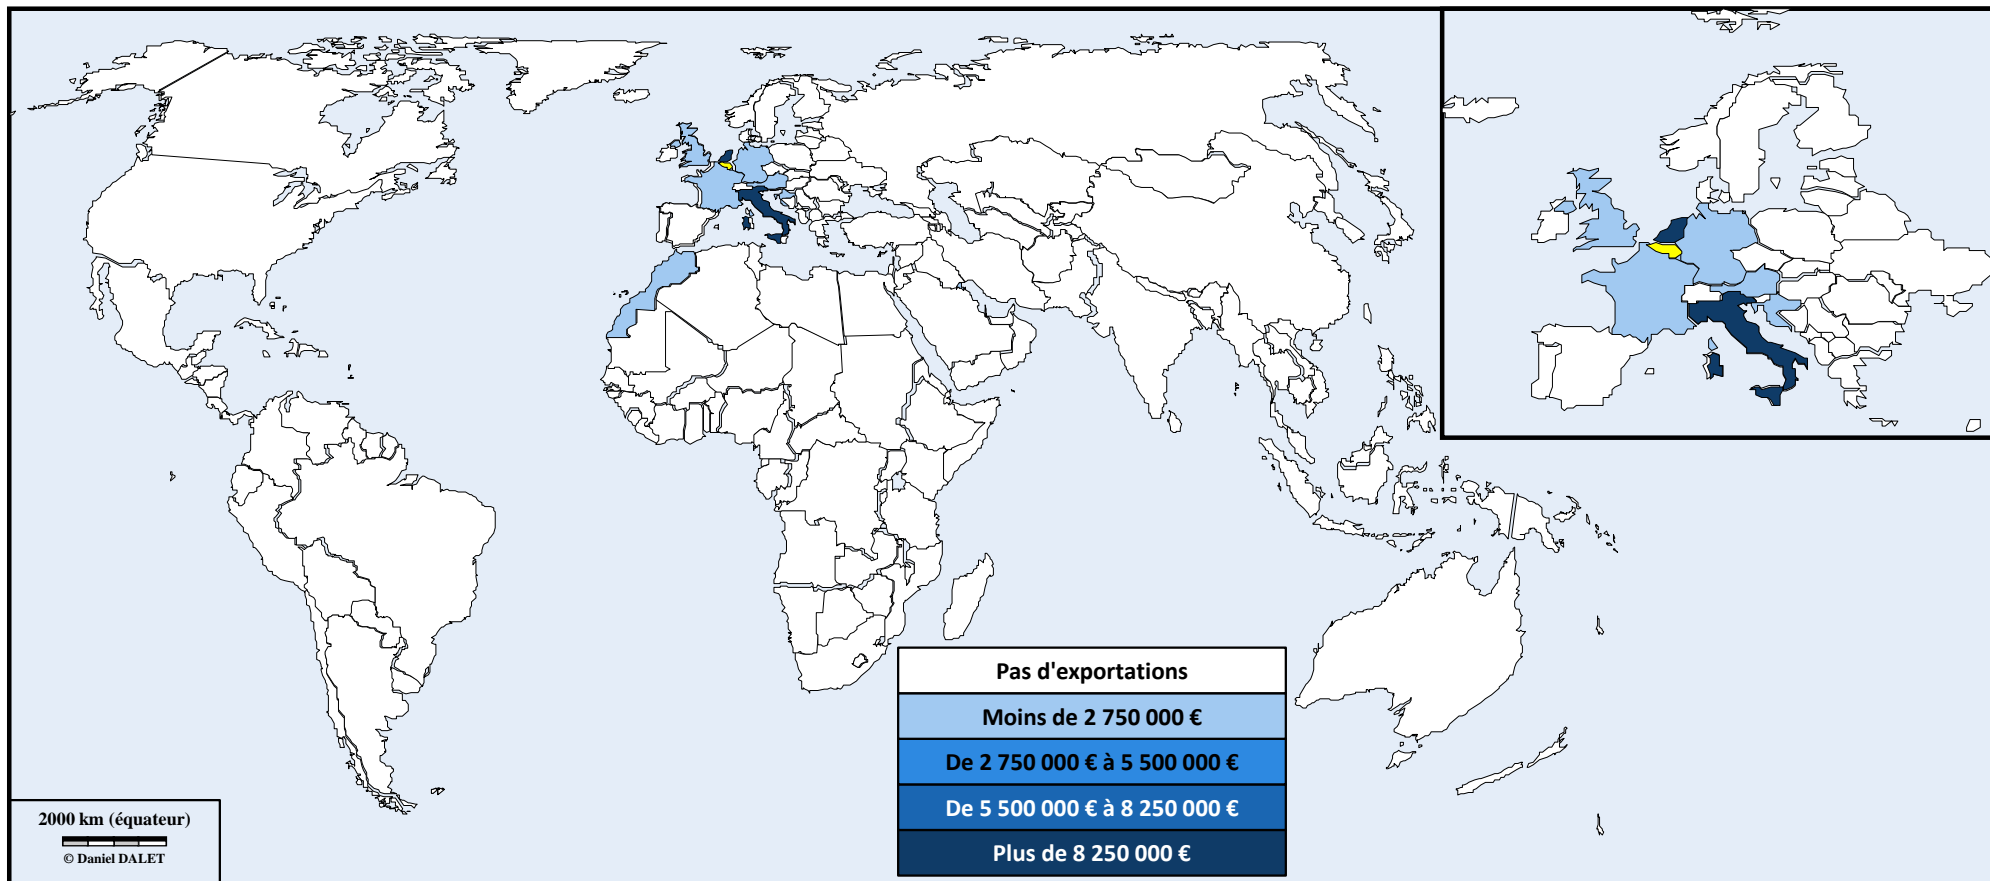 Pas d'exportations
Moins de 2 750 000 €
De 2 750 000 € à 5 500 000 €
De 5 500 000 € à 8 250 000 €
Plus de 8 250 000 €
2000 km (équateur)
© Daniel DALET